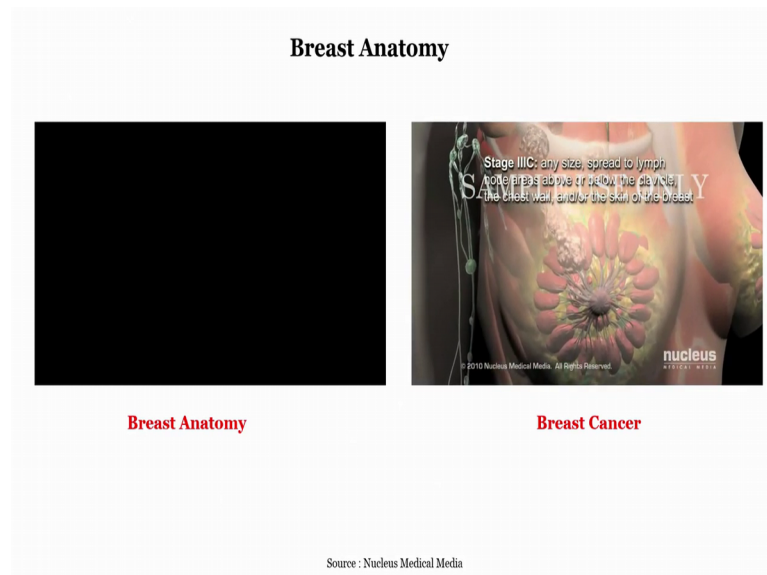 Breast Anatomy
Stage IIIC: any size, spread to lymph
node areas above or below the clavicle,
SAMPLE USE ONLY
the chest wall, and/or the skin of the breast
© 2010 Nucleus Medical Media. All Rights Reserved.
nucleus
MEDICAL MEDIA
Breast Anatomy
Breast Cancer
Source : Nucleus Medical Media